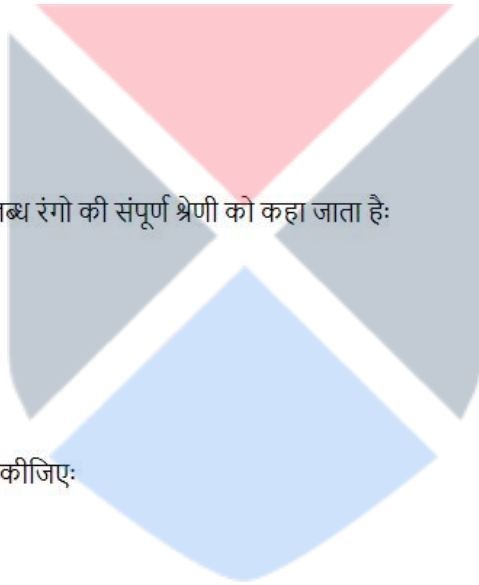 रंगो की संपूर्ण श्रेणी को कहा जाता हैः
कीजिएः